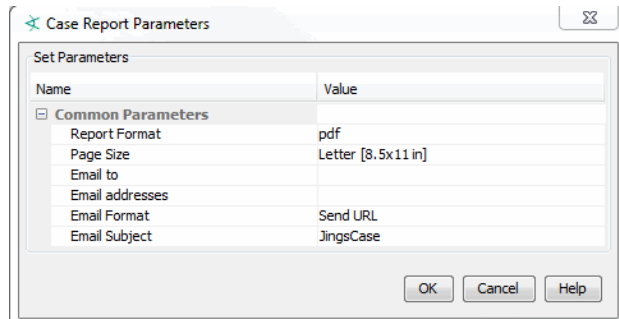 Case Report Parameters
Set Parameters
Name Value
Common Parameters
Report Format pdf
Page Size Letter [8.5x11 in]
Email to
Email addresses
Email Format Send URL
Email Subject JingsCase
OK Cancel Help